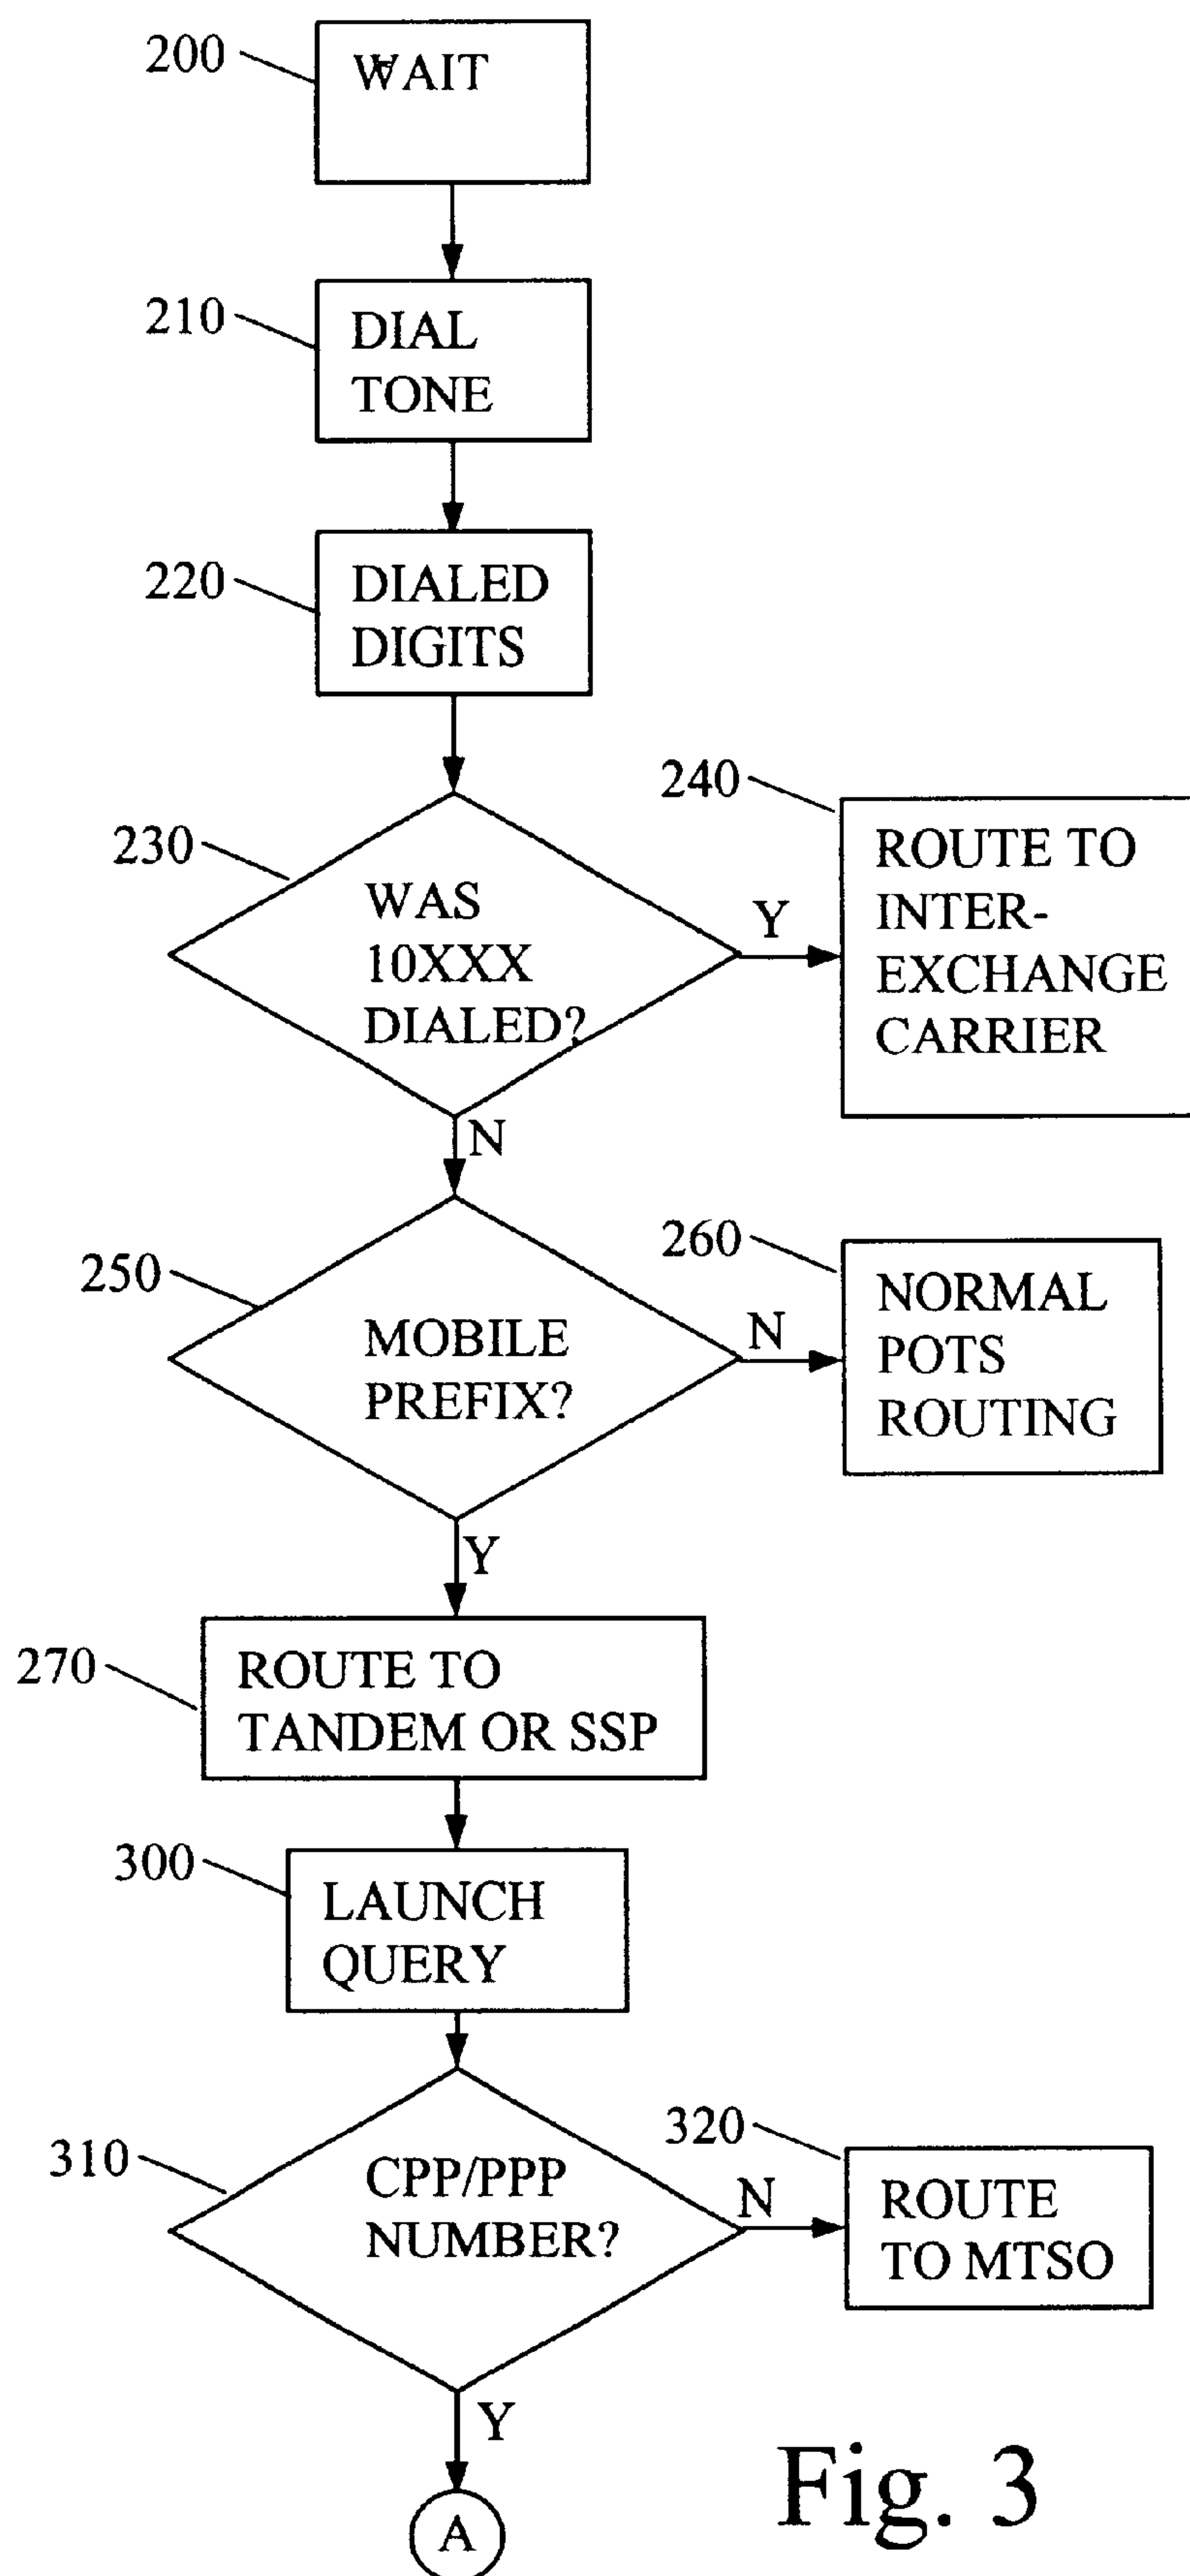 200
WAIT
210
DIAL
TONE
220
DIALED
DIGITS
230
WAS
10XXX
DIALED?
Y
240
ROUTE TO
INTER-
EXCHANGE
CARRIER
N
250
MOBILE
PREFIX?
N
260
NORMAL
POTS
ROUTING
Y
270
ROUTE TO
TANDEM OR SSP
300
LAUNCH
QUERY
310
CPP/PPP
NUMBER?
N
320
ROUTE
TO MTSO
Y
A
Fig. 3